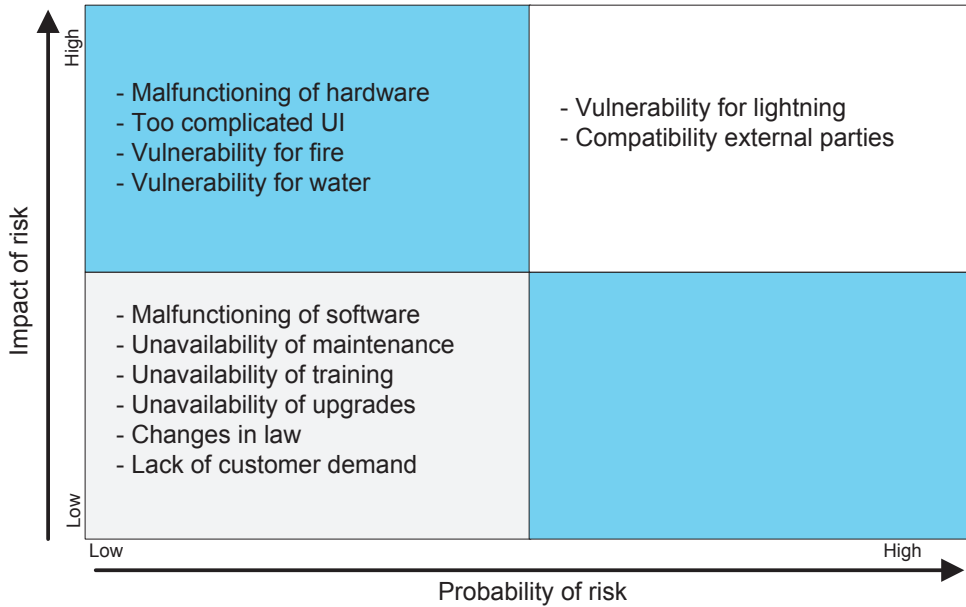 High
- Malfunctioning of hardware
- Too complicated UI
- Vulnerability for fire
- Vulnerability for water
- Vulnerability for lightning
- Compatibility external parties
Impact of risk
- Malfunctioning of software
- Unavailability of maintenance
- Unavailability of training
- Unavailability of upgrades
- Changes in law
- Lack of customer demand
Low
Low
High
Probability of risk